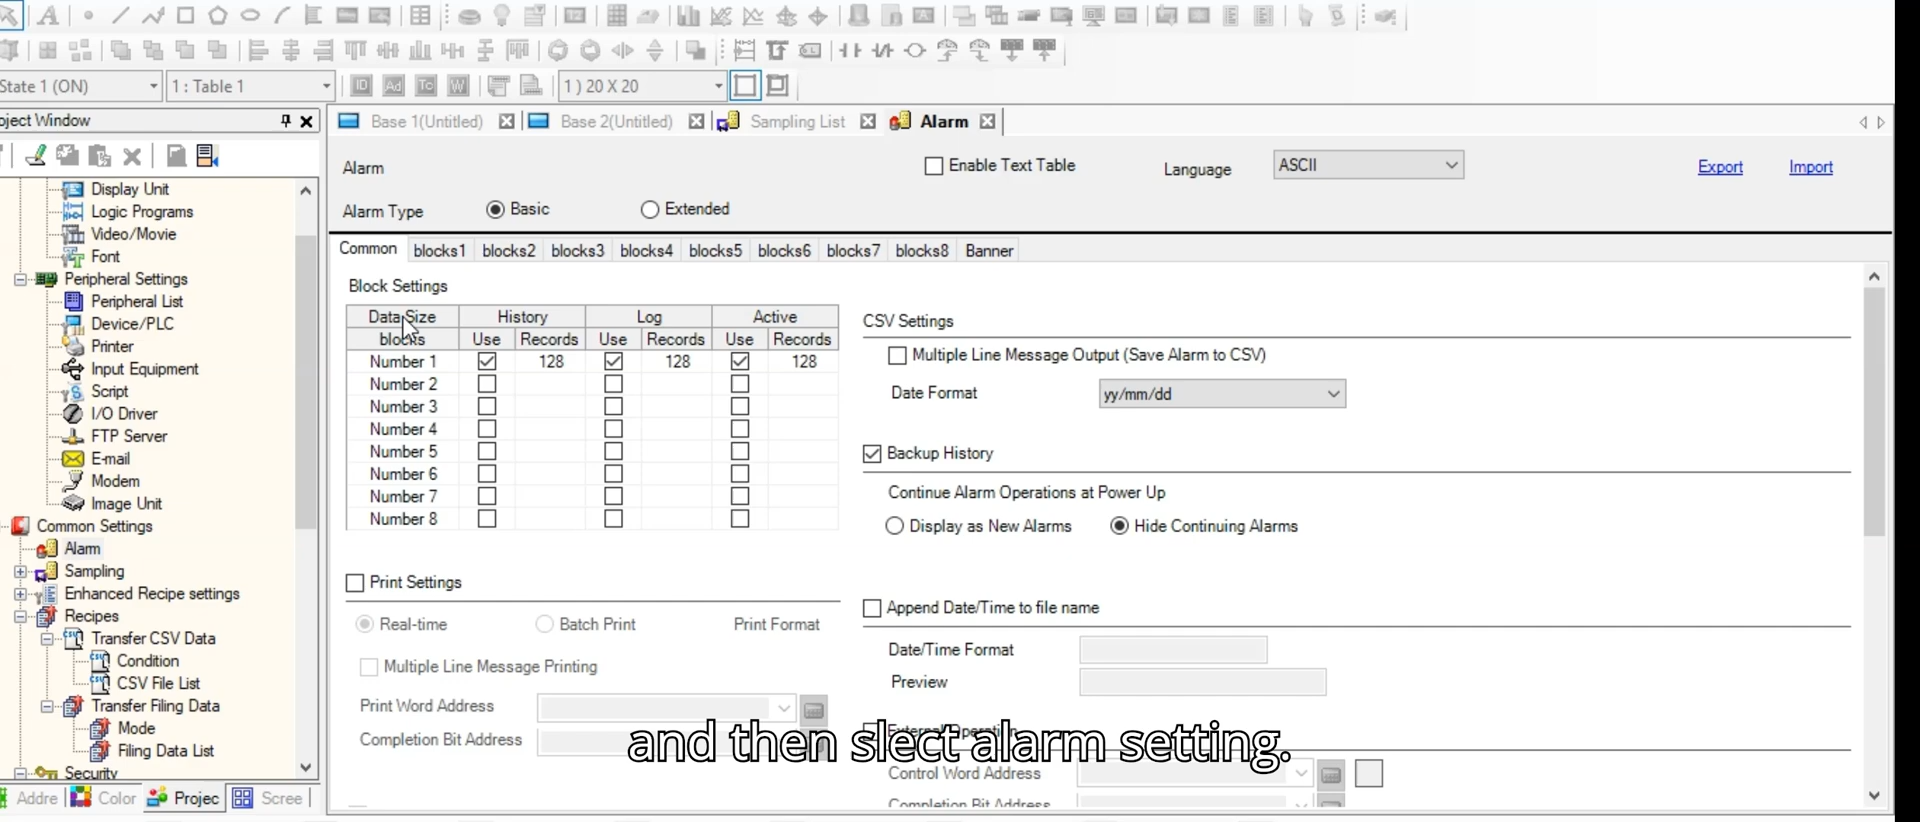 State 1 (ON) 1 : Table 1 ID Ad To W 1 ) 20 X 20
oject Window
Base 1(Untitled) Base 2(Untitled) Sampling List Alarm
Display Unit
Logic Programs
Video/Movie
Font
Peripheral Settings
Peripheral List
Device/PLC
Printer
Input Equipment
Script
I/O Driver
FTP Server
E-mail
Modem
Image Unit
Common Settings
Alarm
Sampling
Enhanced Recipe settings
Recipes
Transfer CSV Data
Condition
CSV File List
Transfer Filing Data
Mode
Filing Data List
Security
Addre Color Projec Scree
Alarm Enable Text Table Language ASCII Export Import
Alarm Type Basic Extended
Common blocks1 blocks2 blocks3 blocks4 blocks5 blocks6 blocks7 blocks8 Banner
Block Settings
Data Size History Log Active
blocks Use Records Use Records Use Records
Number 1 128 128 128
Number 2
Number 3
Number 4
Number 5
Number 6
Number 7
Number 8
Print Settings
Real-time Batch Print Print Format
Multiple Line Message Printing
Print Word Address
Completion Bit Address
CSV Settings
Multiple Line Message Output (Save Alarm to CSV)
Date Format yy/mm/dd
Backup History
Continue Alarm Operations at Power Up
Display as New Alarms Hide Continuing Alarms
Append Date/Time to file name
Date/Time Format
Preview
External Operation
Control Word Address
Completion Bit Address
and then slect alarm setting.